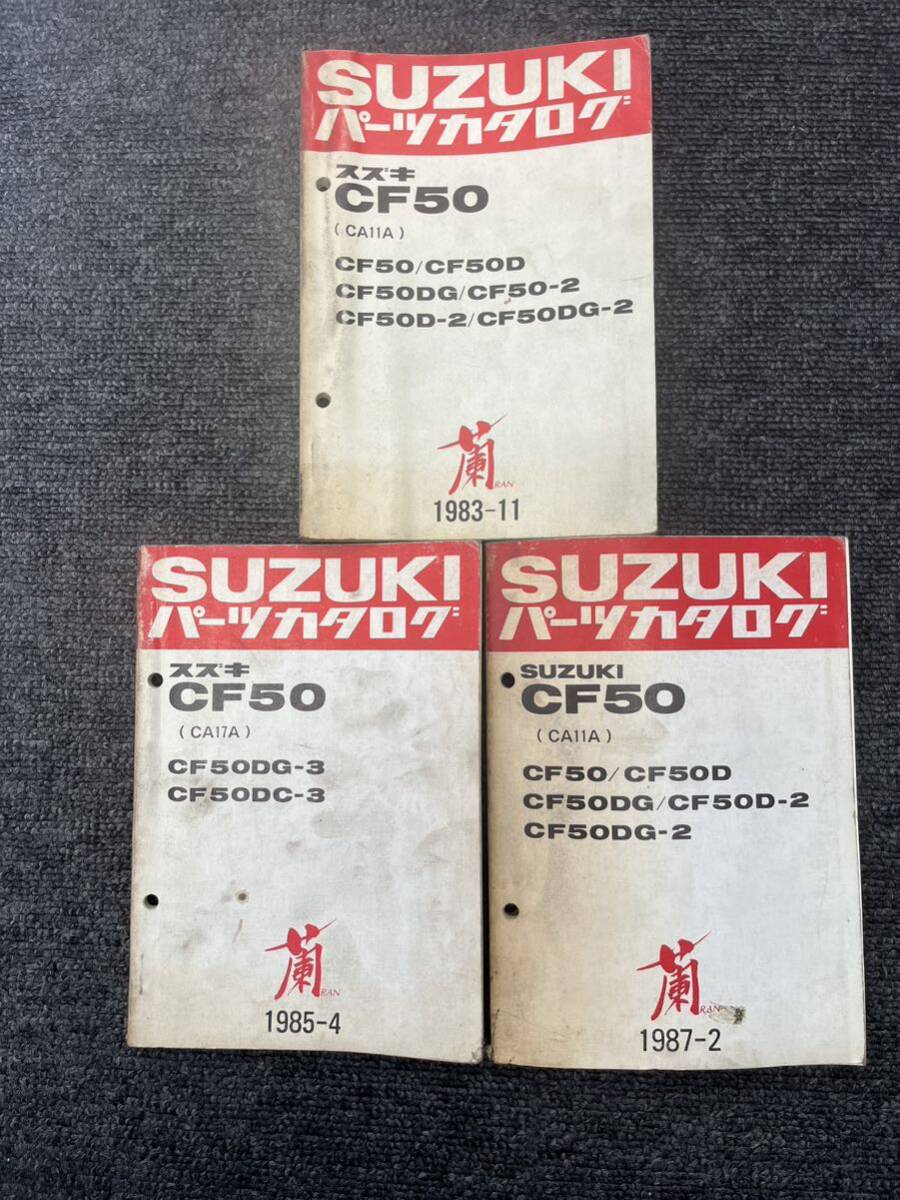 SUZUKI
パーツカタログ
スズキ
CF50
(CA11A)
CF50/CF50D
CF50DG/CF50-2
CF50D-2/CF50DG-2
蘭
RAN
1983-11
SUZUKI
パーツカタログ
スズキ
CF50
(CA17A)
CF50DG-3
CF50DC-3
蘭
RAN
1985-4
SUZUKI
パーツカタログ
SUZUKI
CF50
(CA11A)
CF50/CF50D
CF50DG/CF50D-2
CF50DG-2
蘭
RAN
1987-2